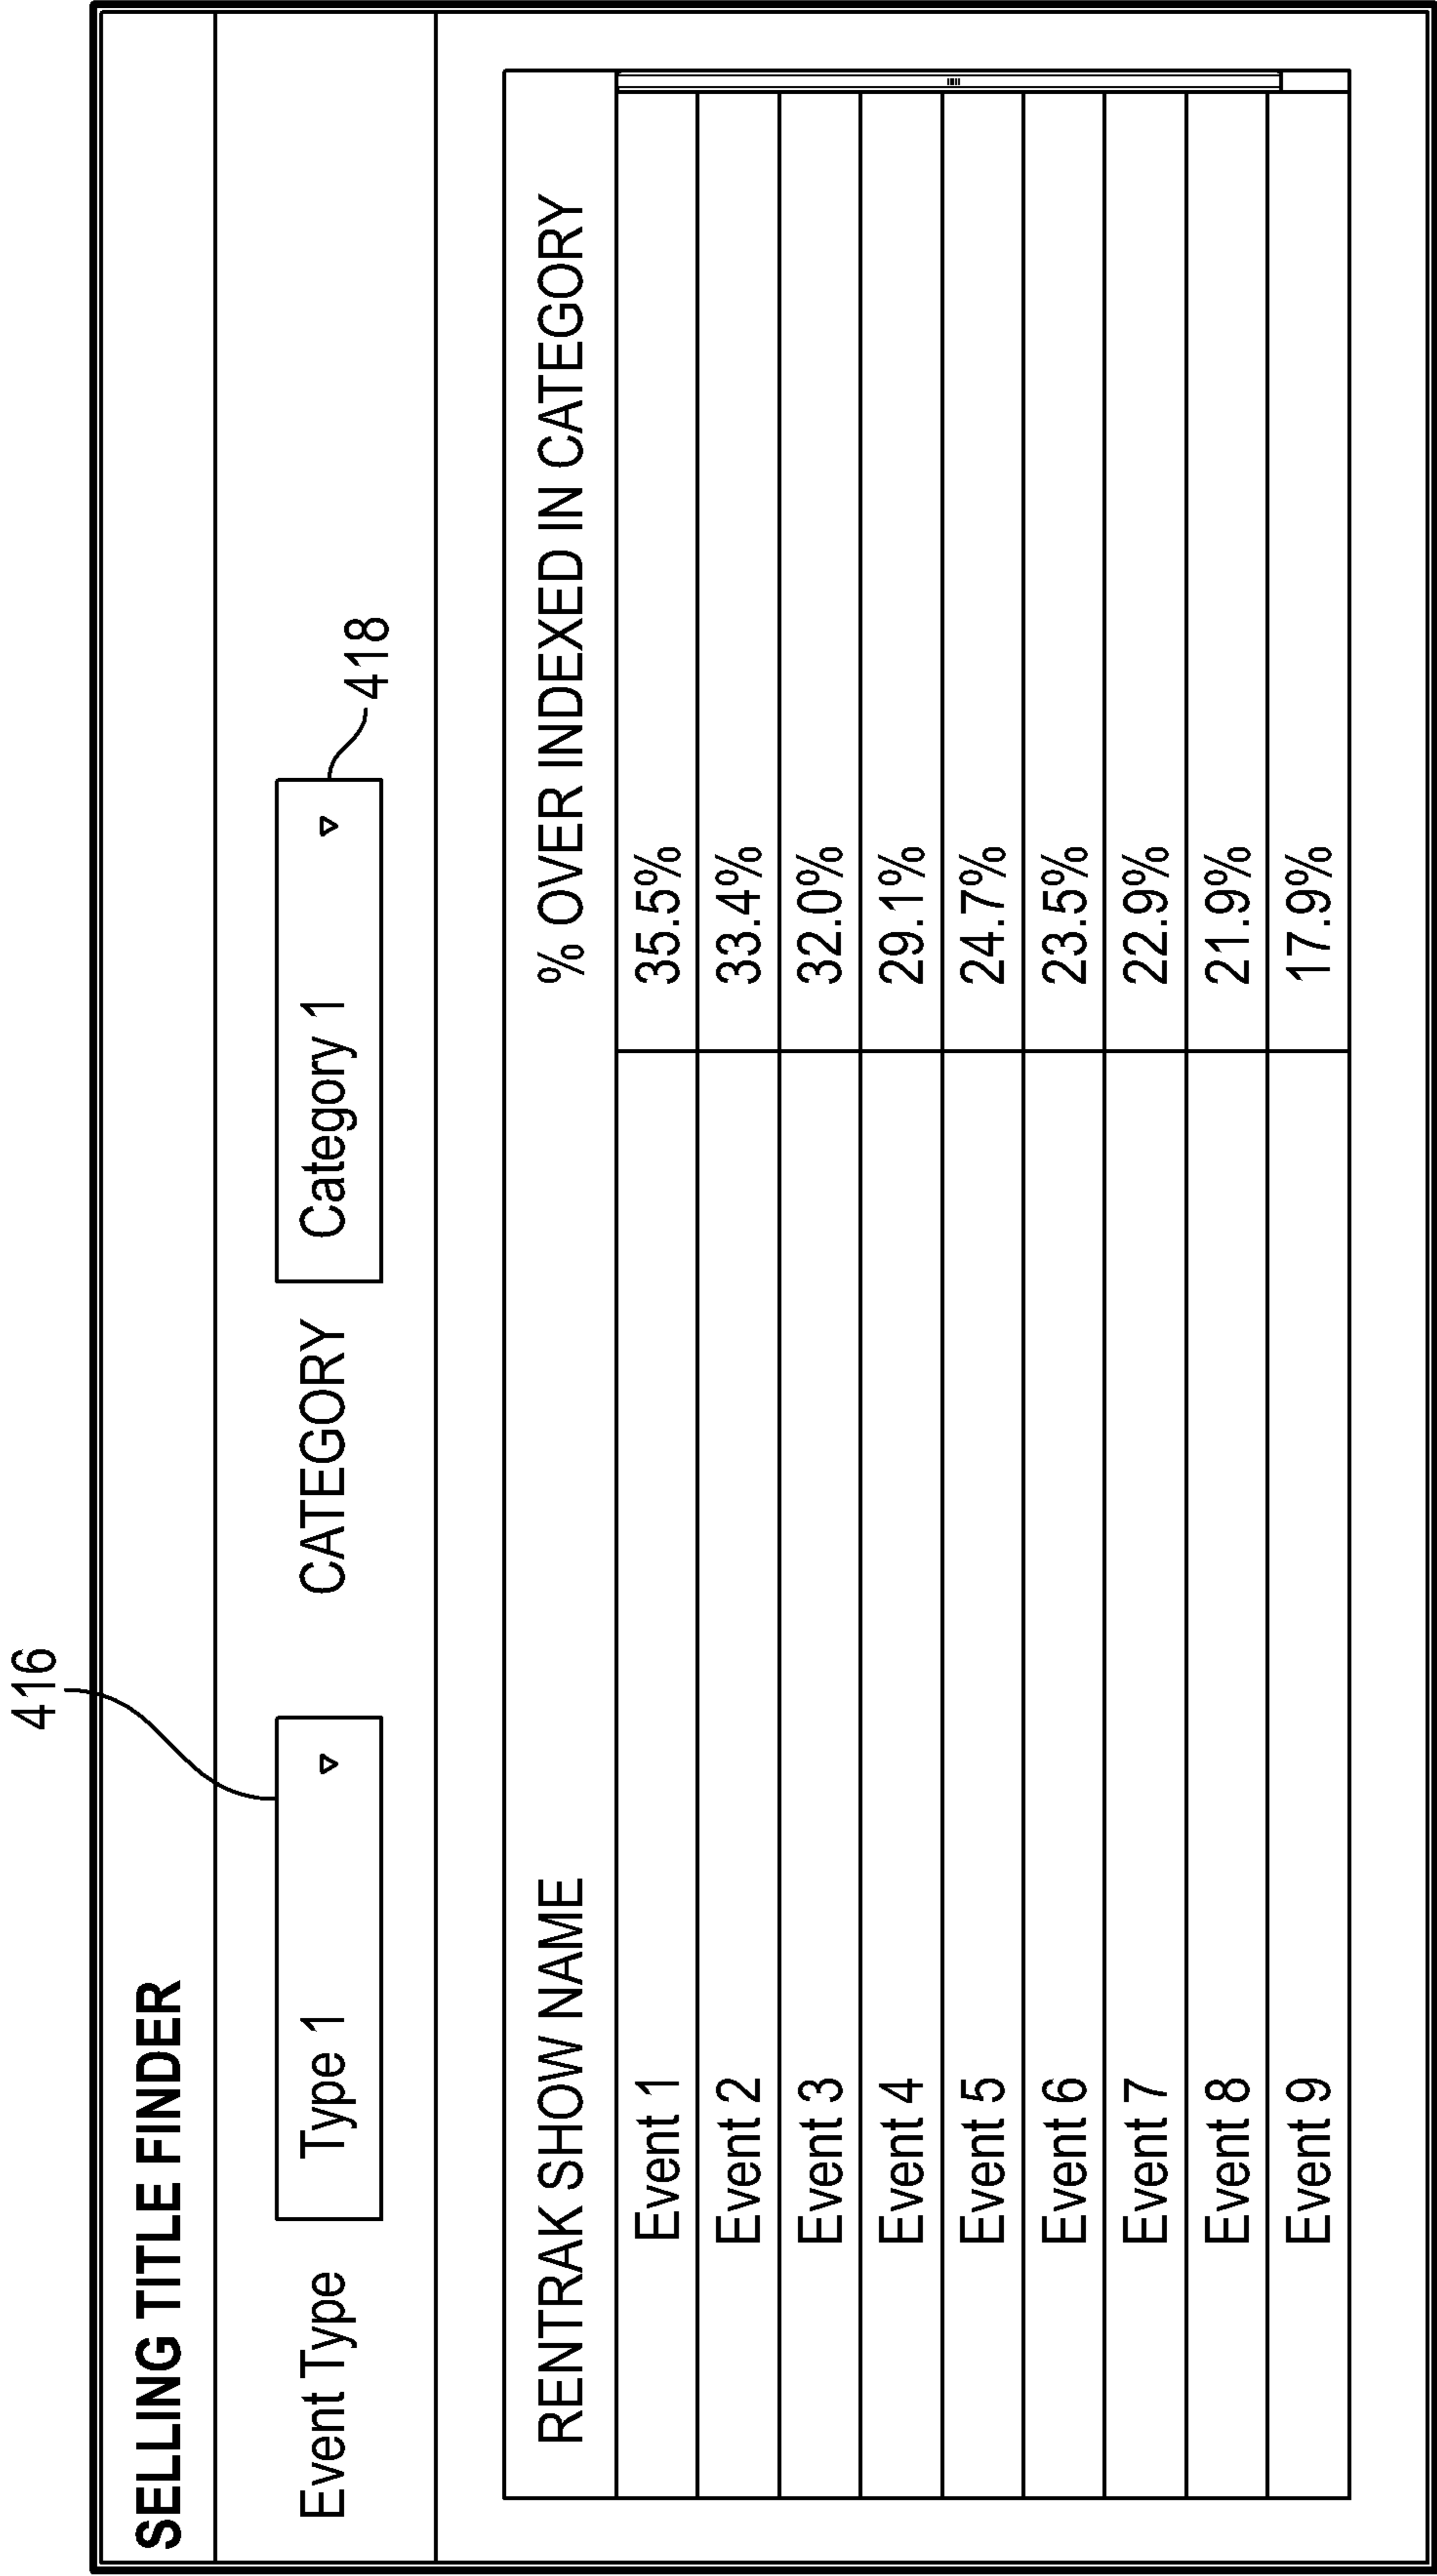 416
SELLING TITLE FINDER
Event Type Type 1 CATEGORY Category 1
418
RENTRAK SHOW NAME % OVER INDEXED IN CATEGORY
Event 1 35.5%
Event 2 33.4%
Event 3 32.0%
Event 4 29.1%
Event 5 24.7%
Event 6 23.5%
Event 7 22.9%
Event 8 21.9%
Event 9 17.9%